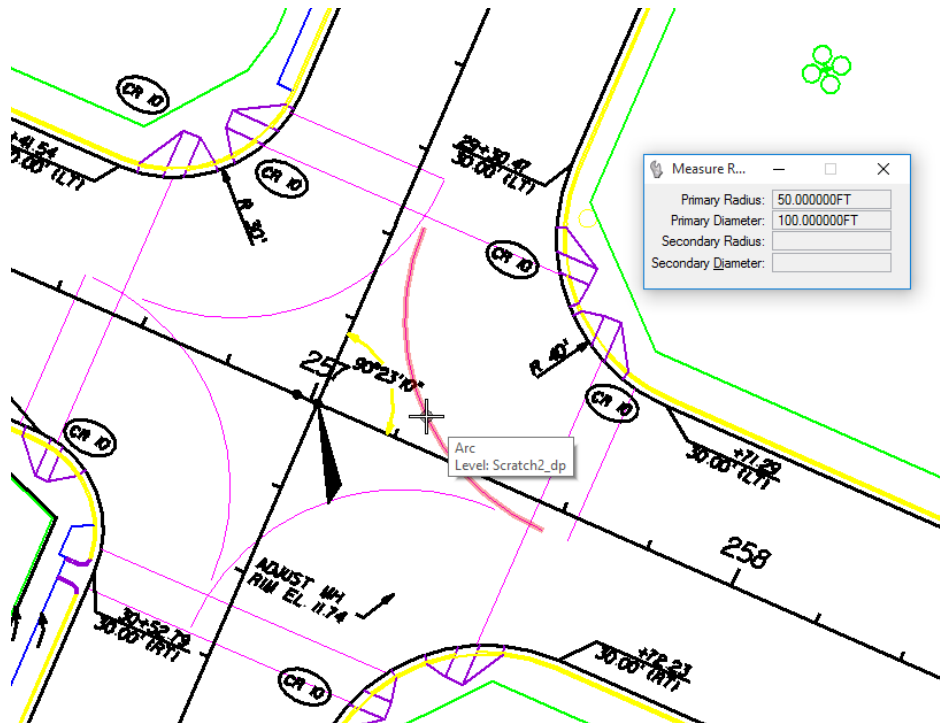 CR 10
+41.54
30.00' (LT)
CR 10
R 30'
29+30.47
30.00' (LT)
Measure R...
Primary Radius: 50.000000FT
Primary Diameter: 100.000000FT
Secondary Radius:
Secondary Diameter:
CR 10
257
90°23'10"
R 40'
CR 10
CR 10
Arc
Level: Scratch2_dp
+71.29
30.00' (LT)
258
ADJUST MH
RIM EL. 11.74
30+52.79
30.00' (RT)
+72.23
30.00' (RT)
CR 10